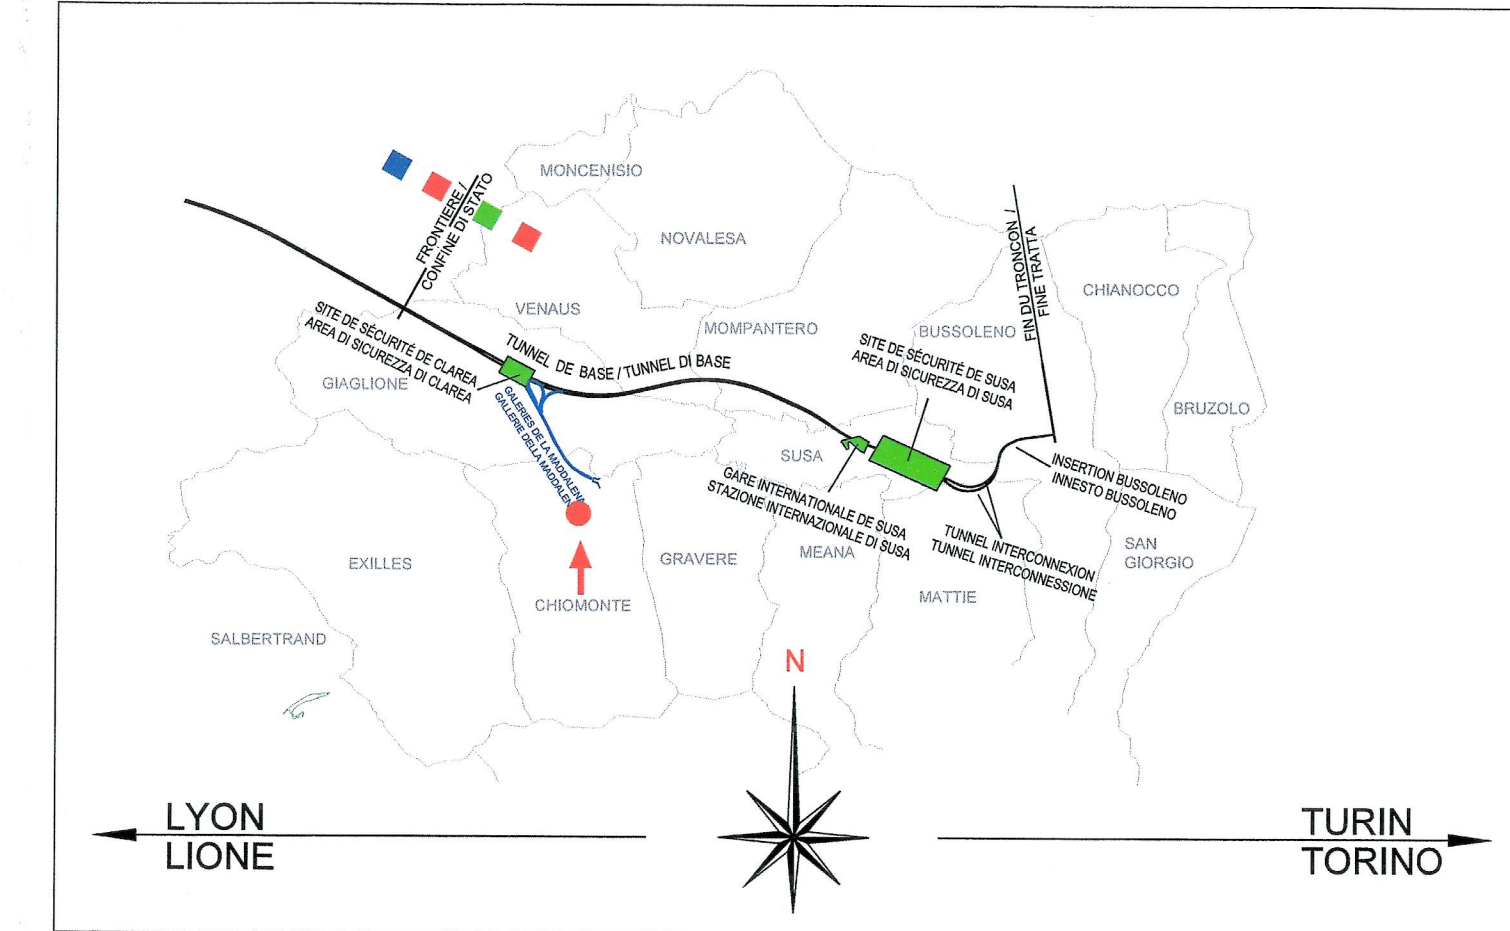 MONCENISIO
FRONTIERE /
CONFINE DI STATO
NOVALESA
FIN DU TRONCON /
FINE TRATTA
CHIANOCCO
VENAUS
MOMPANTERO
BUSSOLENO
SITE DE SÉCURITÉ DE CLAREA
AREA DI SICUREZZA DI CLAREA
TUNNEL DE BASE / TUNNEL DI BASE
SITE DE SÉCURITÉ DE SUSA
AREA DI SICUREZZA DI SUSA
GIAGLIONE
GALERIES DE LA MADDALENA
GALLERIE DELLA MADDALEN
BRUZOLO
SUSA
GARE INTERNATIONALE DE SUSA
STAZIONE INTERNAZIONALE DI SUSA
INSERTION BUSSOLENO
INNESTO BUSSOLENO
TUNNEL INTERCONNEXION
TUNNEL INTERCONNESSIONE
EXILLES
GRAVERE
MEANA
SAN
GIORGIO
CHIOMONTE
MATTIE
SALBERTRAND
N
LYON
LIONE
TURIN
TORINO